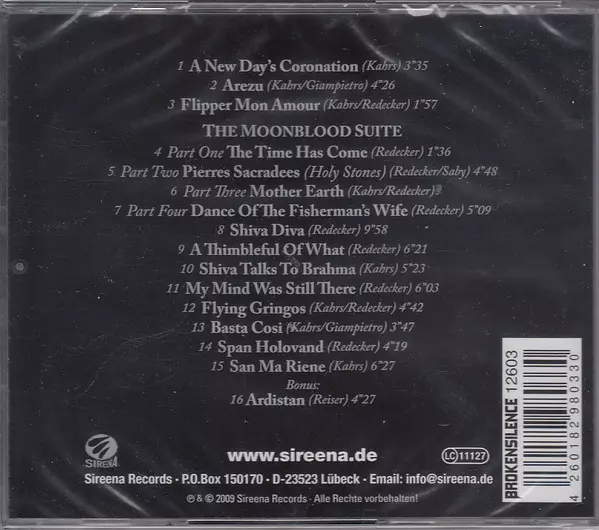 1 A New Day's Coronation (Kahrs) 3"35
2 Arezu (Kahrs/Giampietro) 4"26
3 Flipper Mon Amour (Kahrs/Redecker) 1"57
THE MOONBLOOD SUITE
4 Part One The Time Has Come (Redecker) 1"36
5 Part Two Pierres Sacradees (Holy Stones) (Redecker/Saby) 4"48
6 Part Three Mother Earth (Kahrs/Redecker)
7 Part Four Dance Of The Fisherman's Wife (Redecker) 5"09
8 Shiva Diva (Redecker) 9"58
9 A Thimbleful Of What (Redecker) 6"21
10 Shiva Talks To Brahma (Kahrs) 5"23
11 My Mind Was Still There (Redecker) 6"03
12 Flying Gringos (Kahrs/Redecker) 4"42
13 Basta Cosi (Kahrs/Giampietro) 3"47
14 Span Holovand (Redecker) 4"19
15 San Ma Riene (Kahrs) 6"27
Bonus:
16 Ardistan (Reiser) 4"27
SIREENA
www.sireena.de
LC 11127
Sireena Records · P.O.Box 150170 · D-23523 Lübeck · Email: info@sireena.de
℗ & © 2009 Sireena Records · Alle Rechte vorbehalten!
BROKENSILENCE 12603
4 260182 980330